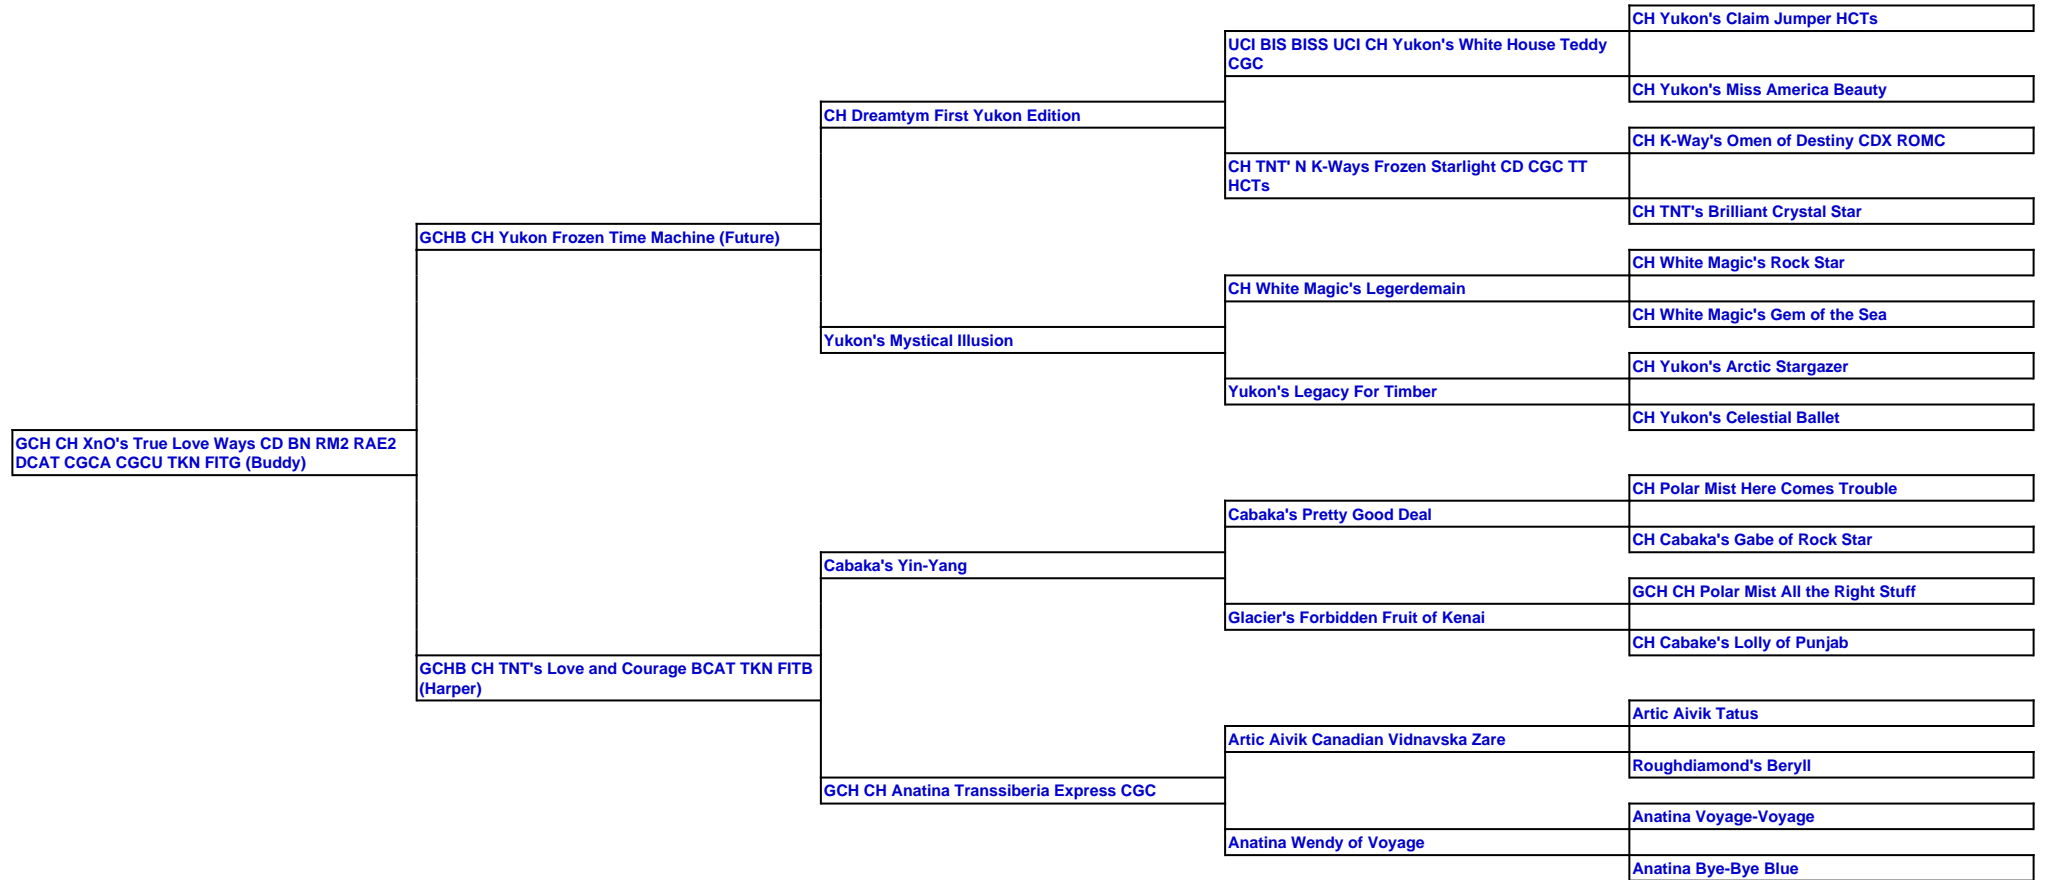 CH Yukon's Claim Jumper HCTs
UCI BIS BISS UCI CH Yukon's White House Teddy
CGC
CH Yukon's Miss America Beauty
CH Dreamtym First Yukon Edition
CH K-Way's Omen of Destiny CDX ROMC
CH TNT' N K-Ways Frozen Starlight CD CGC TT
HCTs
CH TNT's Brilliant Crystal Star
GCHB CH Yukon Frozen Time Machine (Future)
CH White Magic's Rock Star
CH White Magic's Legerdemain
CH White Magic's Gem of the Sea
Yukon's Mystical Illusion
CH Yukon's Arctic Stargazer
Yukon's Legacy For Timber
CH Yukon's Celestial Ballet
GCH CH XnO's True Love Ways CD BN RM2 RAE2
DCAT CGCA CGCU TKN FITG (Buddy)
CH Polar Mist Here Comes Trouble
Cabaka's Pretty Good Deal
CH Cabaka's Gabe of Rock Star
Cabaka's Yin-Yang
GCH CH Polar Mist All the Right Stuff
Glacier's Forbidden Fruit of Kenai
CH Cabake's Lolly of Punjab
GCHB CH TNT's Love and Courage BCAT TKN FITB
(Harper)
Artic Aivik Tatus
Artic Aivik Canadian Vidnavska Zare
Roughdiamond's Beryll
GCH CH Anatina Transsiberia Express CGC
Anatina Voyage-Voyage
Anatina Wendy of Voyage
Anatina Bye-Bye Blue